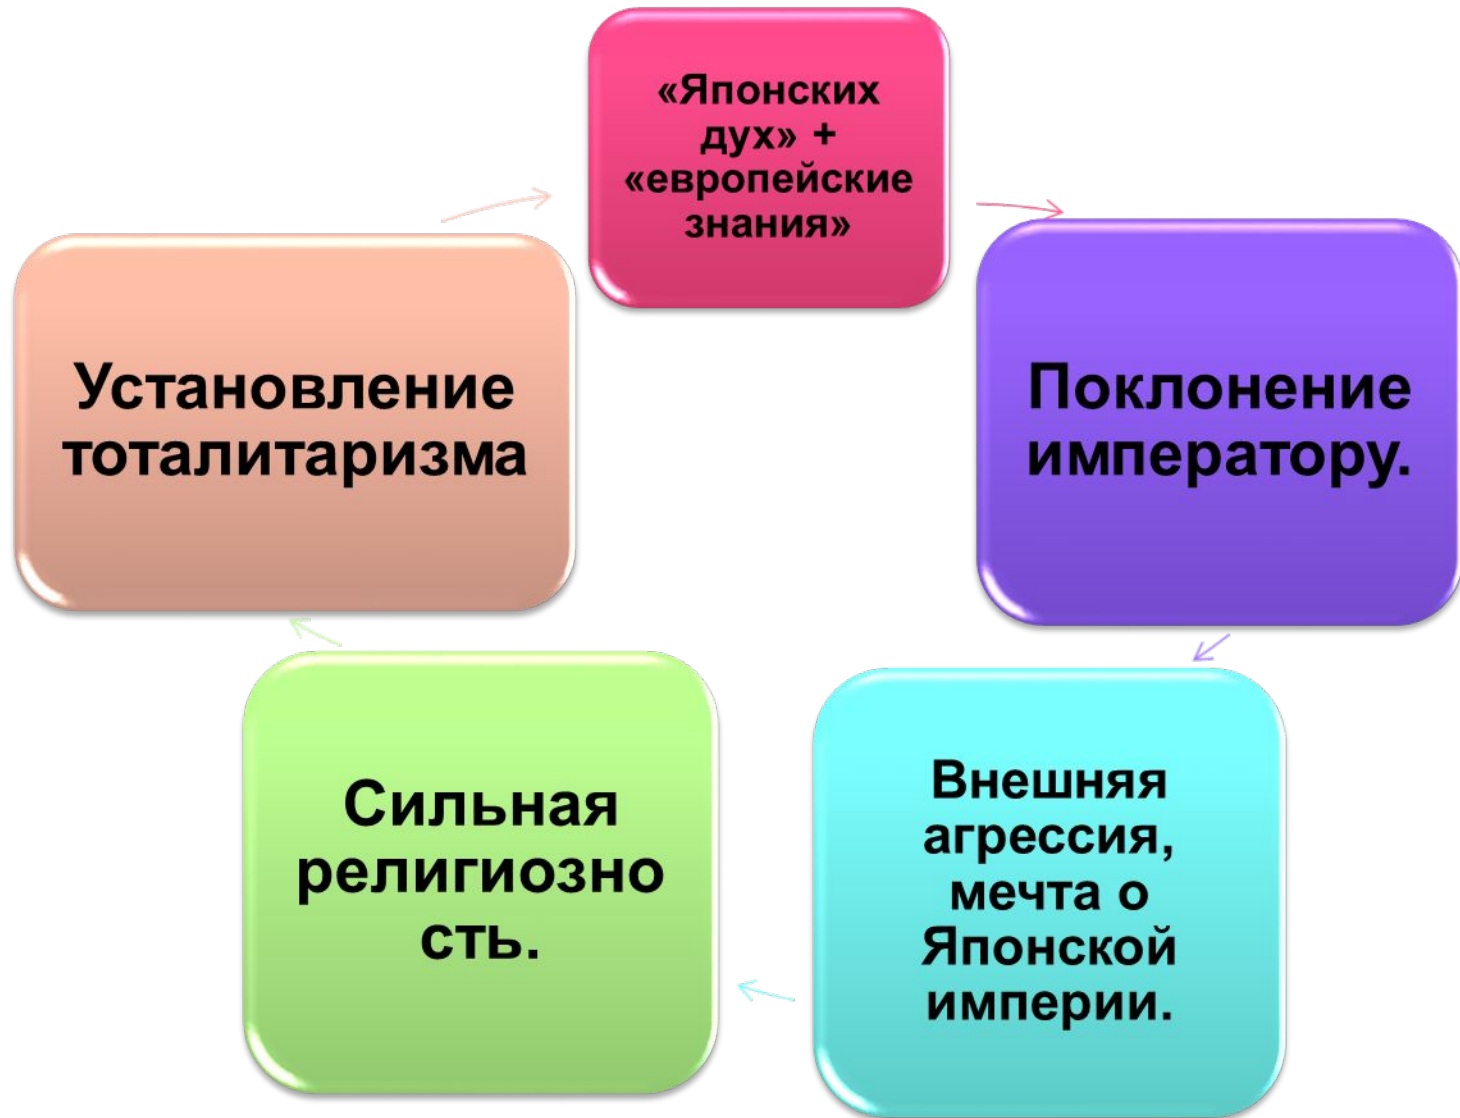 «Японских
дух» +
«европейские
знания»
Поклонение
императору.
Внешняя
агрессия,
мечта о
Японской
империи.
Сильная
религиозно
сть.
Установление
тоталитаризма